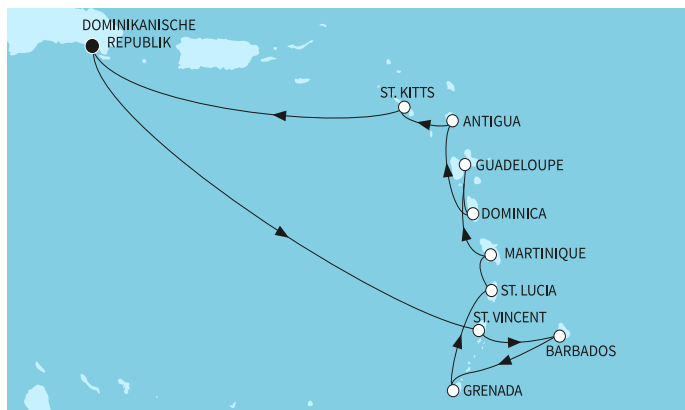 DOMINIKANISCHE
REPUBLIK
ST. KITTS
ANTIGUA
GUADELOUPE
DOMINICA
MARTINIQUE
ST. LUCIA
ST. VINCENT
BARBADOS
GRENADA